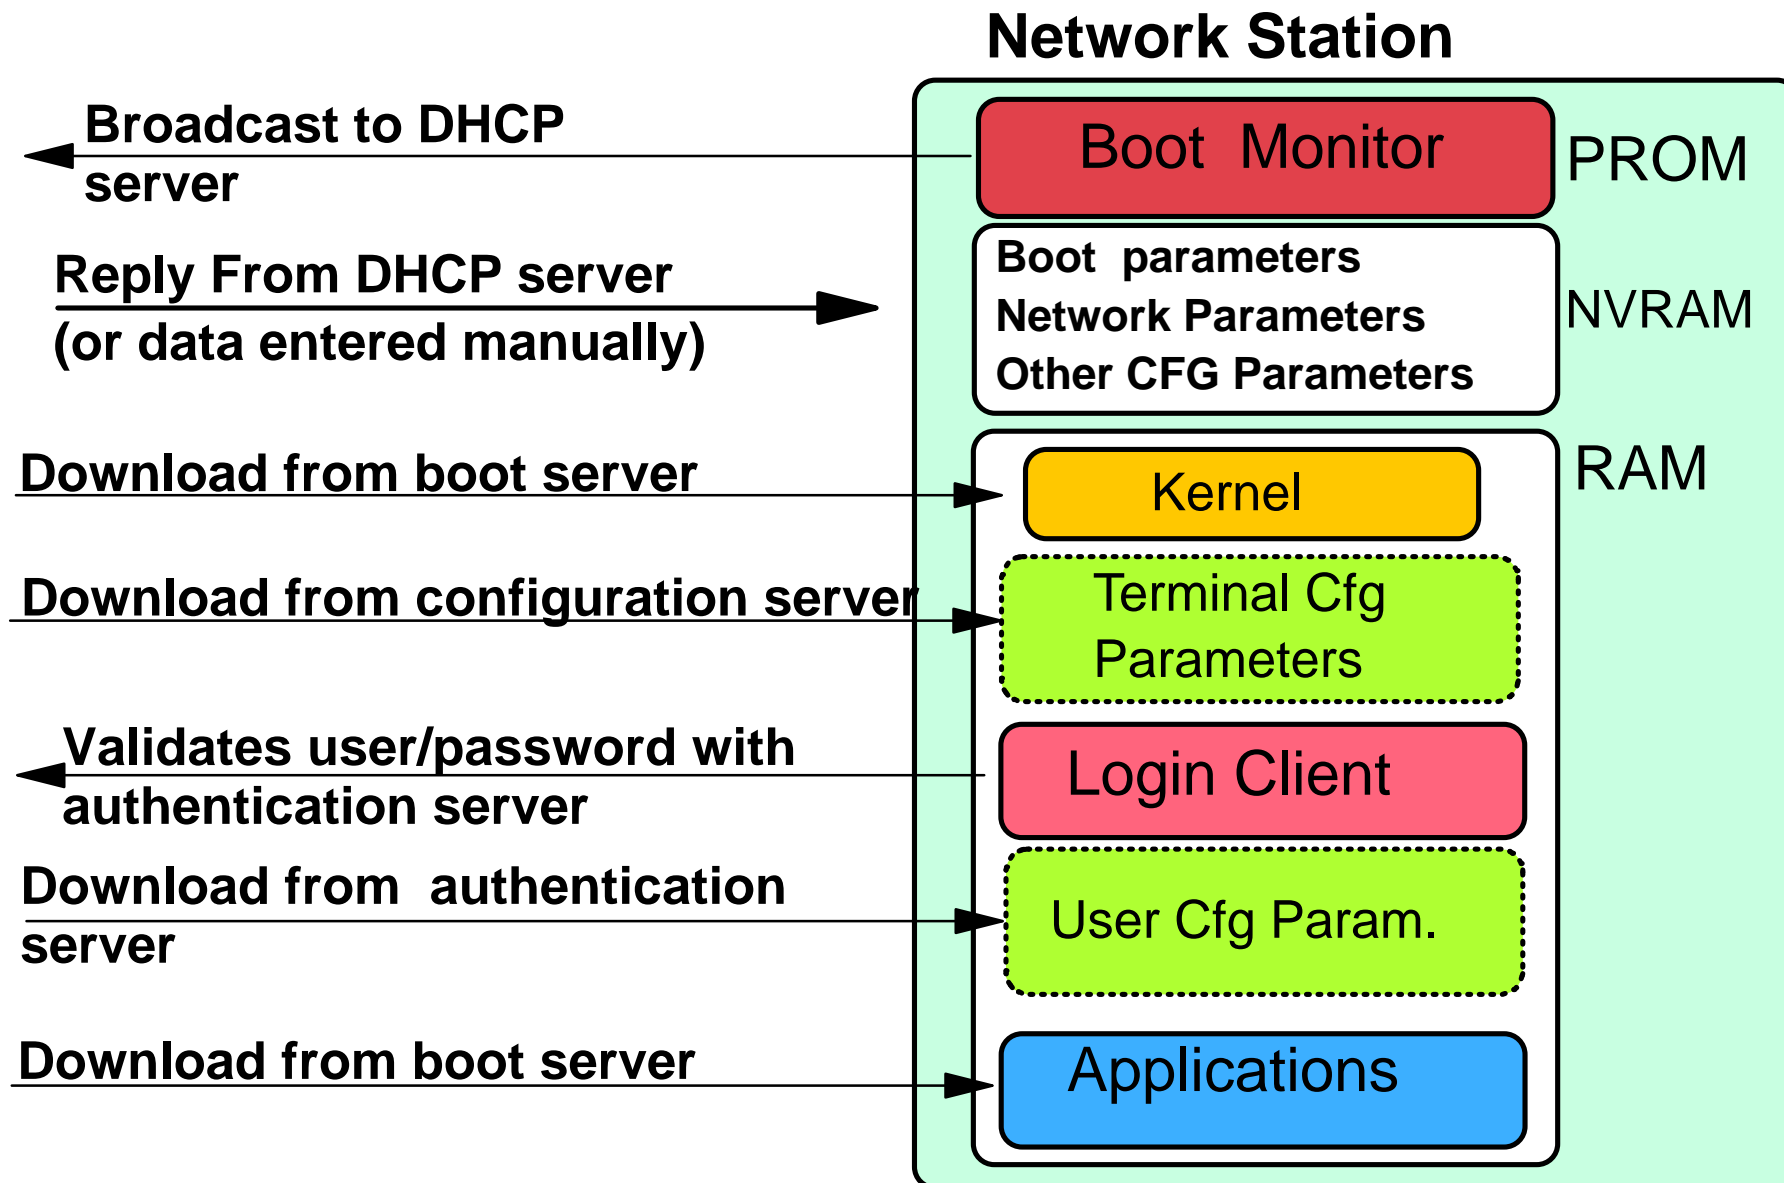 Network Station
Broadcast to DHCP
server
Boot Monitor
PROM
Reply From DHCP server
(or data entered manually)
Boot parameters
Network Parameters
Other CFG Parameters
NVRAM
RAM
Download from boot server
Kernel
Download from configuration server
Terminal Cfg
Parameters
Validates user/password with
authentication server
Login Client
Download from authentication
server
User Cfg Param.
Download from boot server
Applications